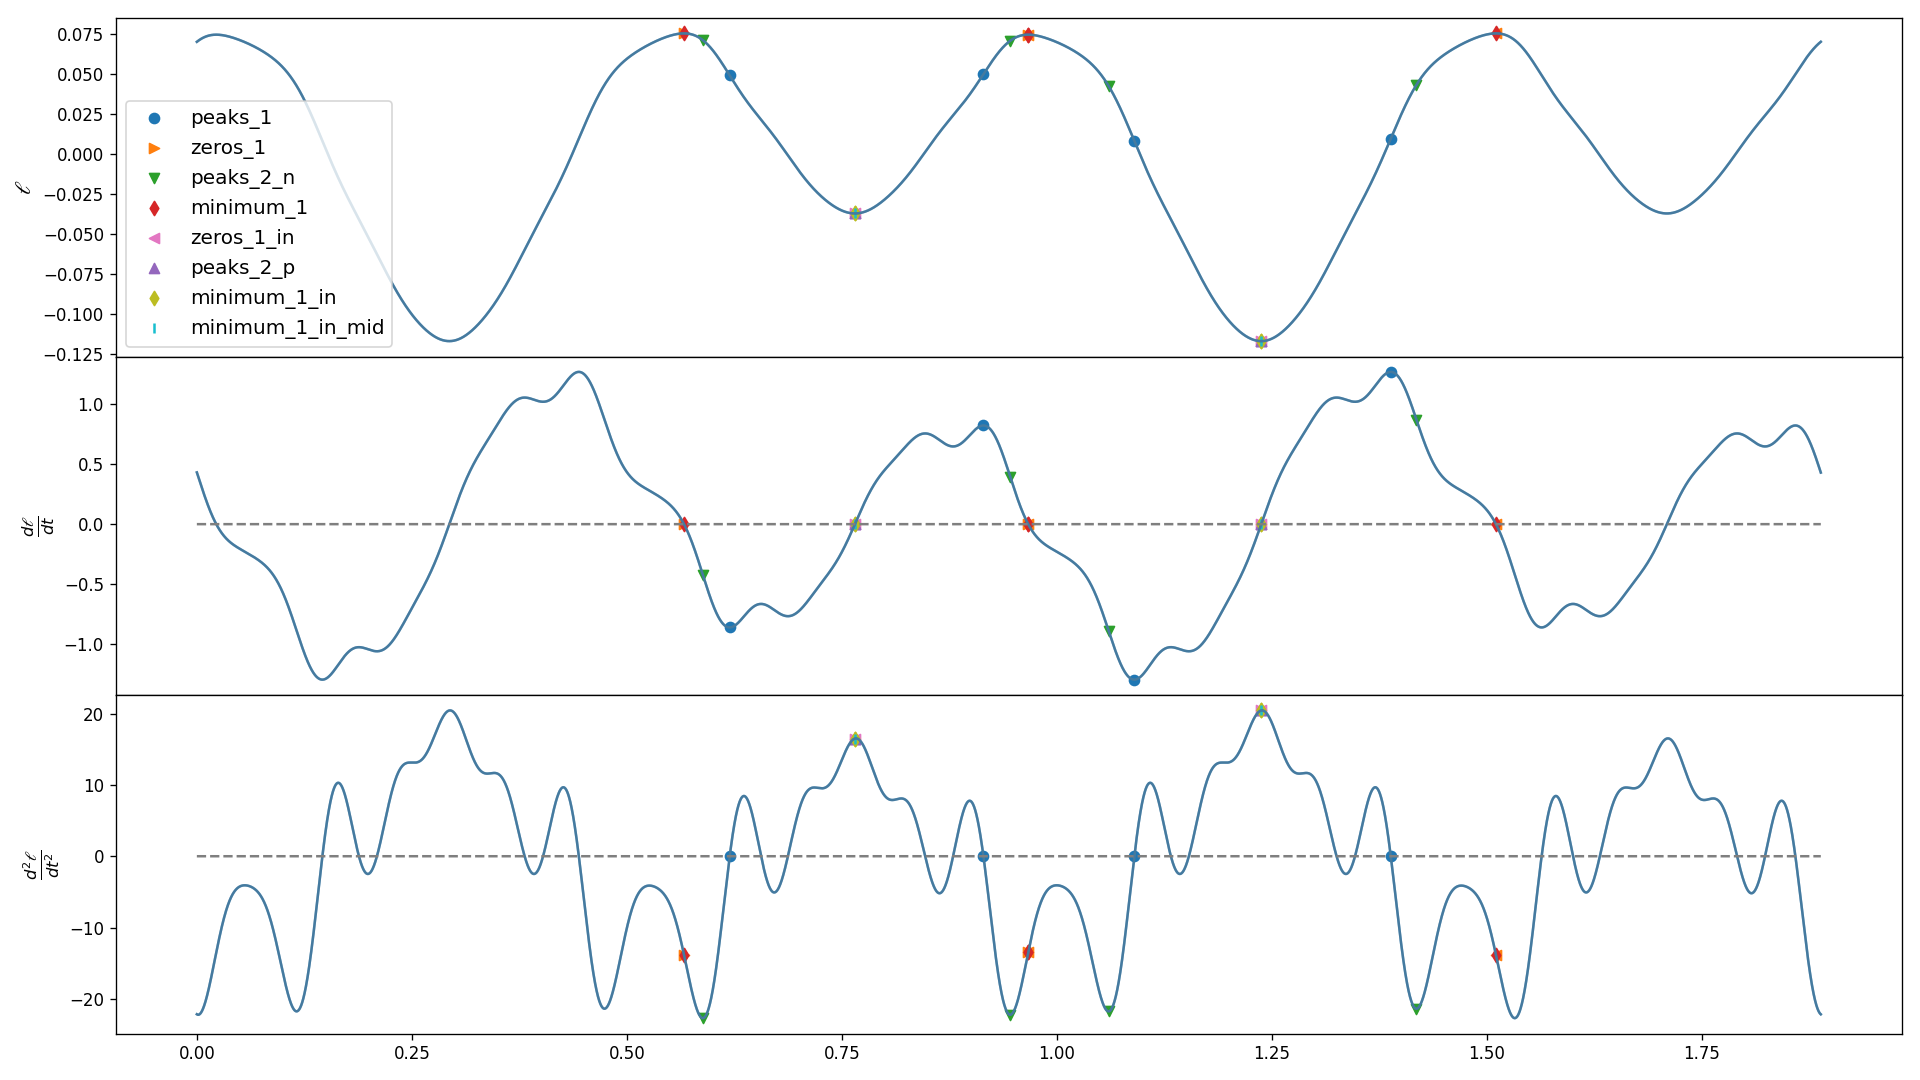 0.075
0.050
0.025
0.000
−0.025
−0.050
−0.075
−0.100
−0.125
ℓ
peaks_1
zeros_1
peaks_2_n
minimum_1
zeros_1_in
peaks_2_p
minimum_1_in
minimum_1_in_mid
1.0
0.5
0.0
−0.5
−1.0
dℓ
dt
20
10
0
−10
−20
d²ℓ
dt²
0.00 0.25 0.50 0.75 1.00 1.25 1.50 1.75